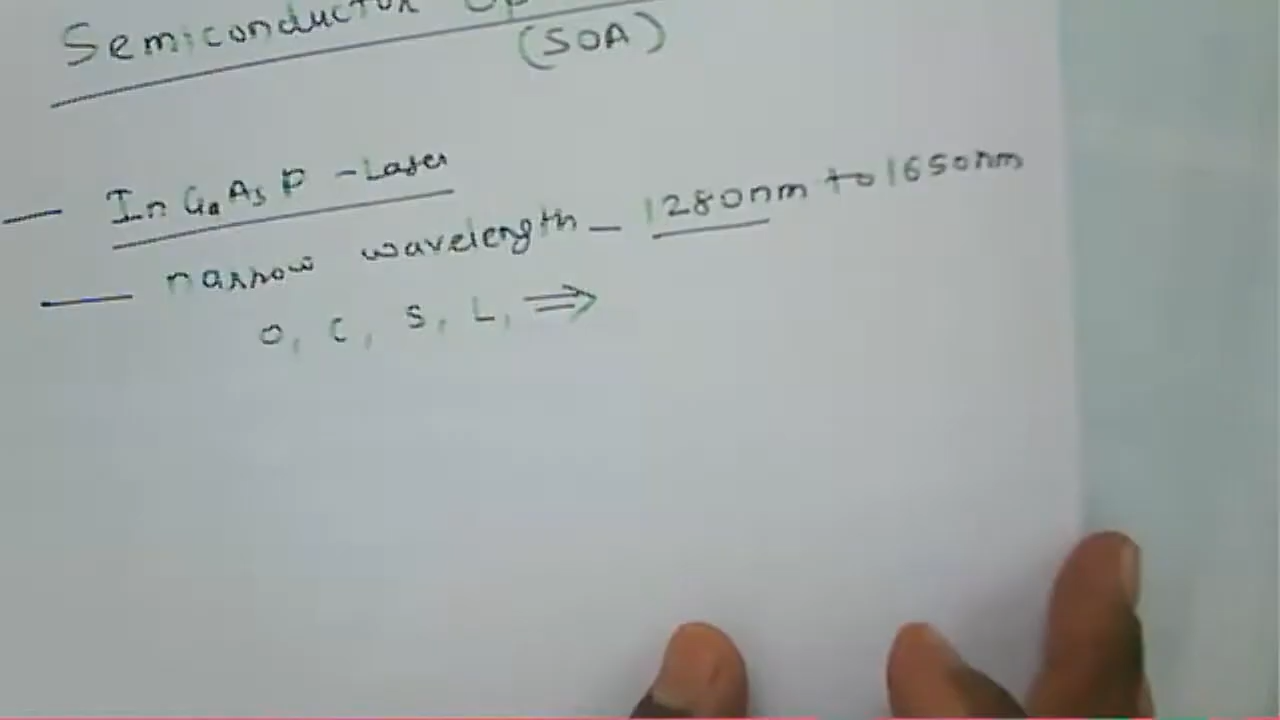 Semiconductor
(SOA)
— InGaAsP - Laser
— narrow wavelength - 1280nm to 1650nm
O, C, S, L, ⇒